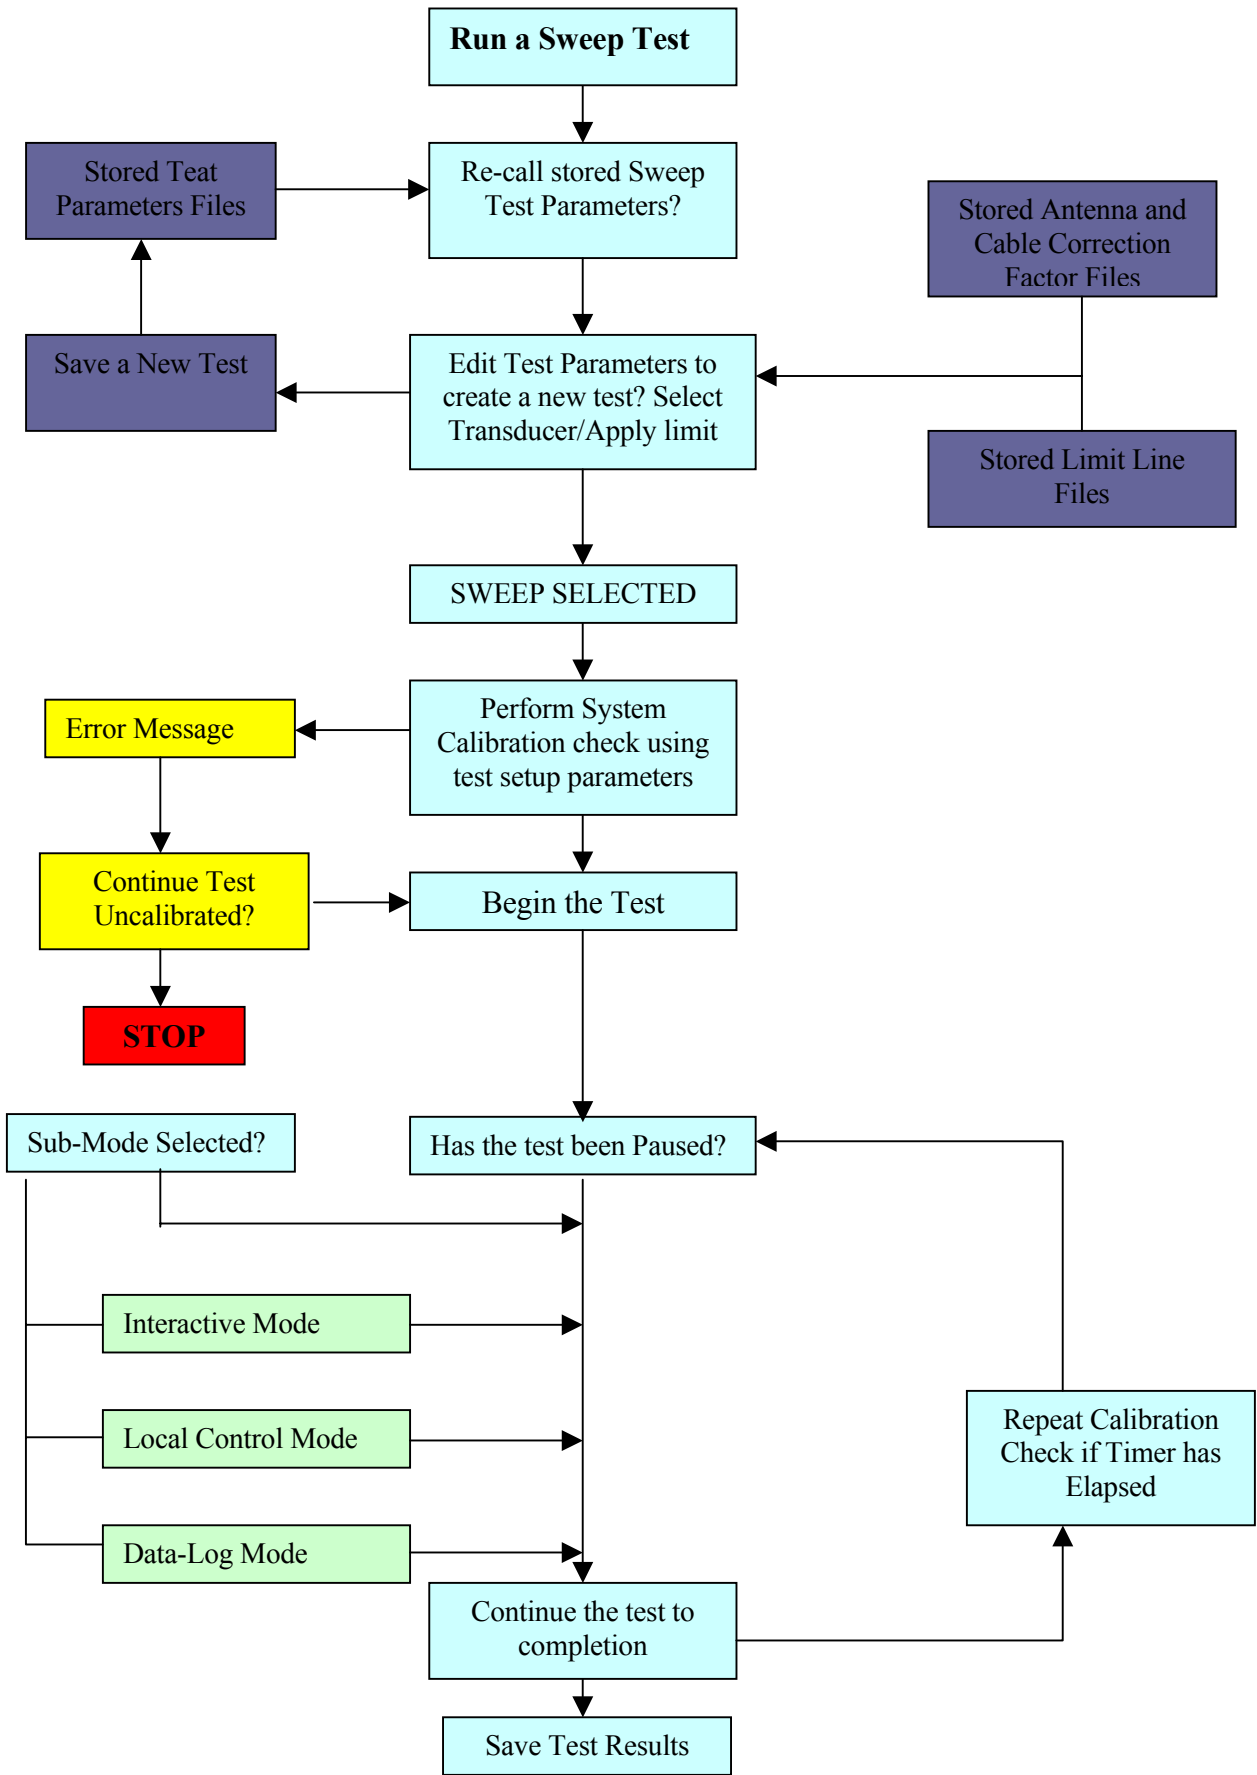 Run a Sweep Test
Stored Teat
Parameters Files
Re-call stored Sweep
Test Parameters?
Stored Antenna and
Cable Correction
Factor Files
Save a New Test
Edit Test Parameters to
create a new test? Select
Transducer/Apply limit
Stored Limit Line
Files
SWEEP SELECTED
Error Message
Perform System
Calibration check using
test setup parameters
Continue Test
Uncalibrated?
Begin the Test
STOP
Sub-Mode Selected?
Has the test been Paused?
Interactive Mode
Local Control Mode
Repeat Calibration
Check if Timer has
Elapsed
Data-Log Mode
Continue the test to
completion
Save Test Results